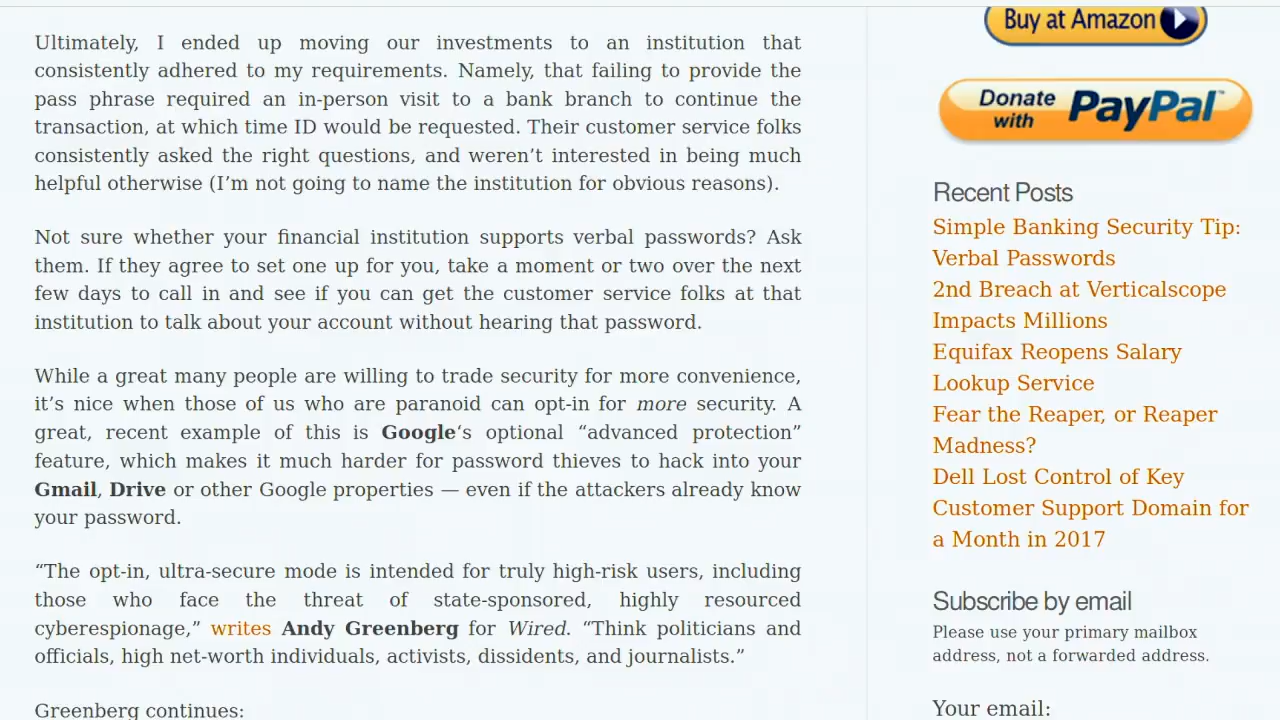 Ultimately, I ended up moving our investments to an institution that
consistently adhered to my requirements. Namely, that failing to provide the
pass phrase required an in-person visit to a bank branch to continue the
transaction, at which time ID would be requested. Their customer service folks
consistently asked the right questions, and weren’t interested in being much
helpful otherwise (I’m not going to name the institution for obvious reasons).
Not sure whether your financial institution supports verbal passwords? Ask
them. If they agree to set one up for you, take a moment or two over the next
few days to call in and see if you can get the customer service folks at that
institution to talk about your account without hearing that password.
While a great many people are willing to trade security for more convenience,
it’s nice when those of us who are paranoid can opt-in for more security. A
great, recent example of this is Google‘s optional “advanced protection”
feature, which makes it much harder for password thieves to hack into your
Gmail, Drive or other Google properties — even if the attackers already know
your password.
“The opt-in, ultra-secure mode is intended for truly high-risk users, including
those who face the threat of state-sponsored, highly resourced
cyberespionage,” writes Andy Greenberg for Wired. “Think politicians and
officials, high net-worth individuals, activists, dissidents, and journalists.”
Greenberg continues:
Buy at Amazon
Donate
with PayPal™
Recent Posts
Simple Banking Security Tip:
Verbal Passwords
2nd Breach at Verticalscope
Impacts Millions
Equifax Reopens Salary
Lookup Service
Fear the Reaper, or Reaper
Madness?
Dell Lost Control of Key
Customer Support Domain for
a Month in 2017
Subscribe by email
Please use your primary mailbox
address, not a forwarded address.
Your email: